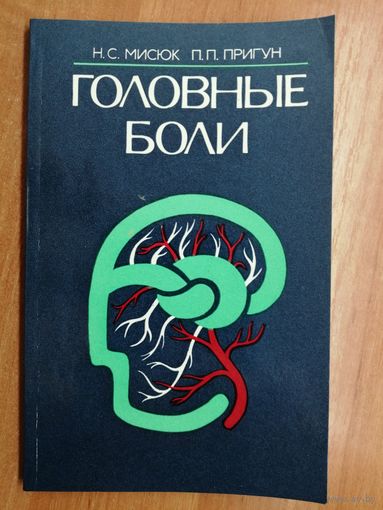 Н. С. МИСЮК П. П. ПРИГУН
ГОЛОВНЫЕ
БОЛИ